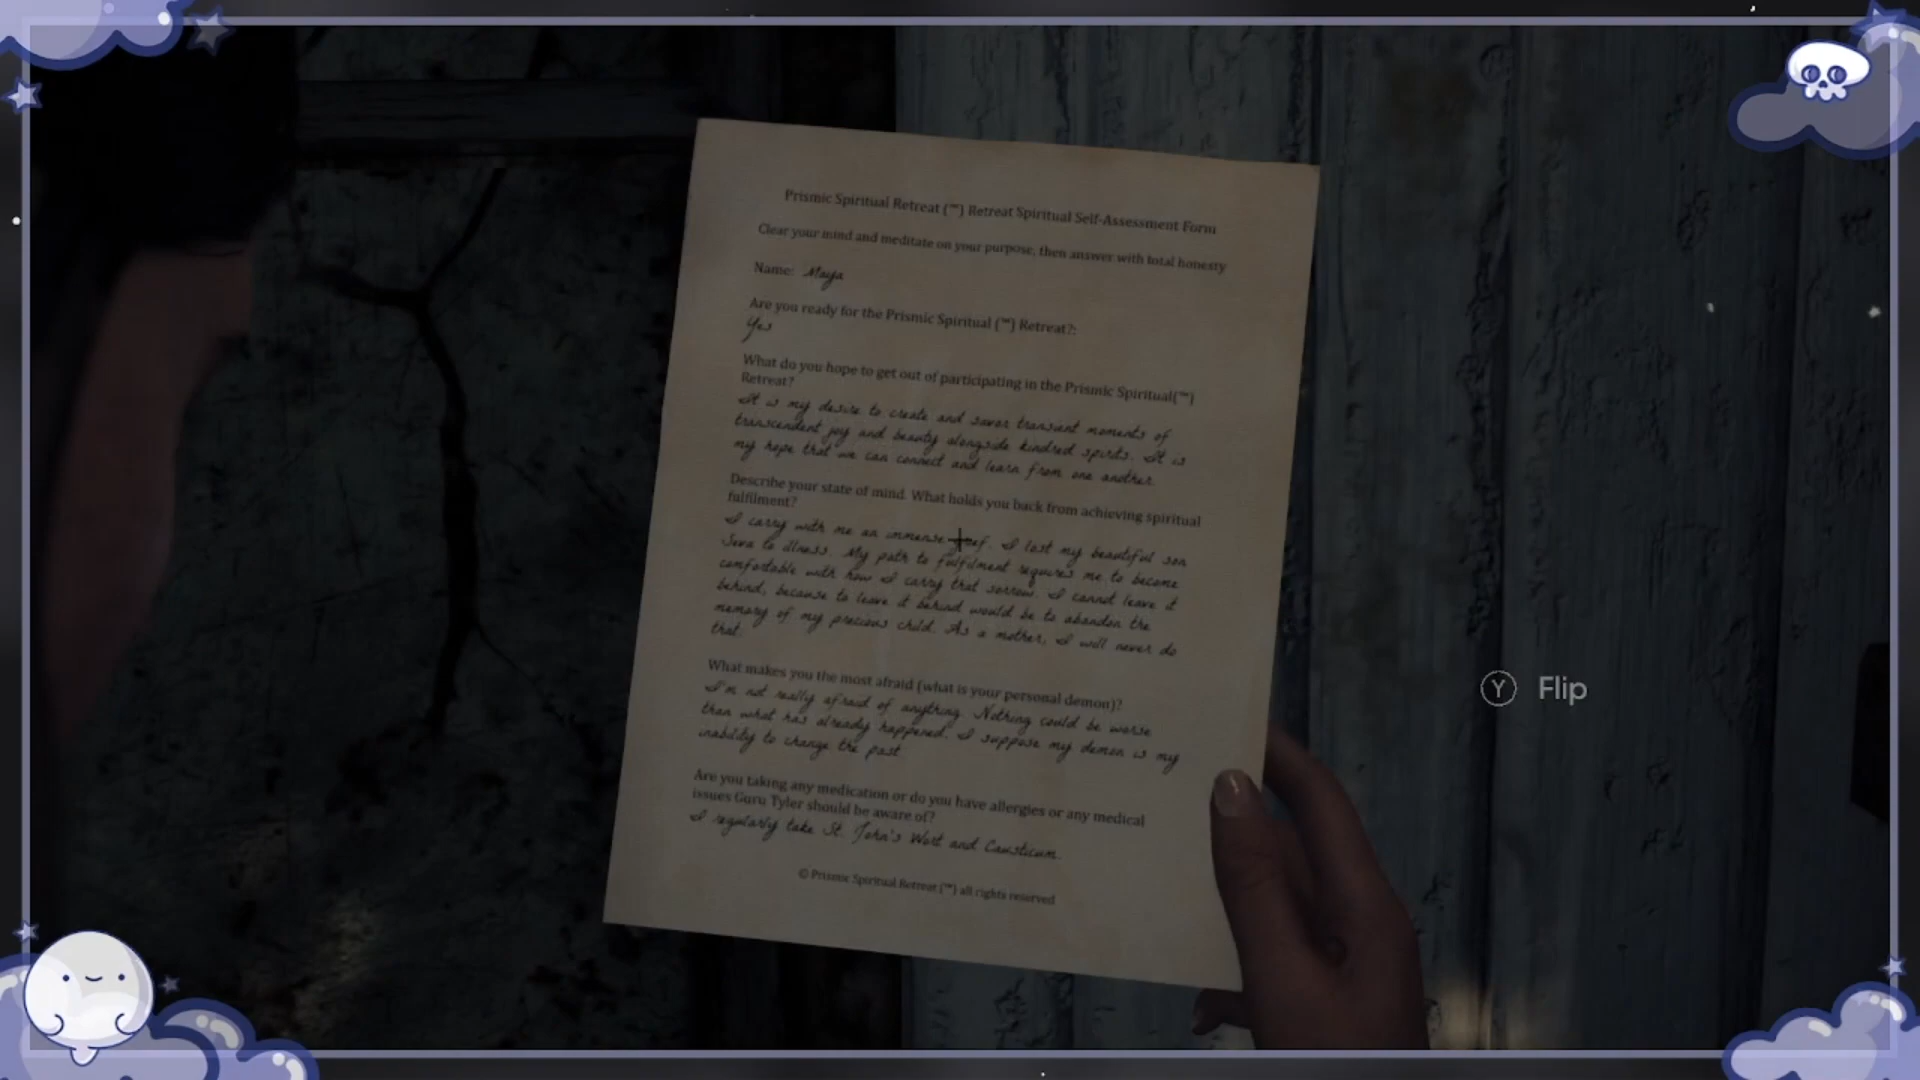 Prismic Spiritual Retreat (™) Retreat Spiritual Self-Assessment Form
Clear your mind and meditate on your purpose, then answer with total honesty
Name: Maya
Are you ready for the Prismic Spiritual (™) Retreat?:
Yes
What do you hope to get out of participating in the Prismic Spiritual(™)
Retreat?
It is my desire to create and savor transient moments of
transcendent joy and beauty alongside kindred spirits. It is
my hope that we can connect and learn from one another.
Describe your state of mind. What holds you back from achieving spiritual
fulfilment?
I carry with me an immense grief. I lost my beautiful son
Seva to illness. My path to fulfilment requires me to become
comfortable with how I carry that sorrow. I cannot leave it
behind, because to leave it behind would be to abandon the
memory of my precious child. As a mother, I will never do
that.
What makes you the most afraid (what is your personal demon)?
I'm not really afraid of anything. Nothing could be worse
than what has already happened. I suppose my demon is my
inability to change the past.
Are you taking any medication or do you have allergies or any medical
issues Guru Tyler should be aware of?
I regularly take St. John's Wort and Causticum.
© Prismic Spiritual Retreat (™) all rights reserved
Y Flip